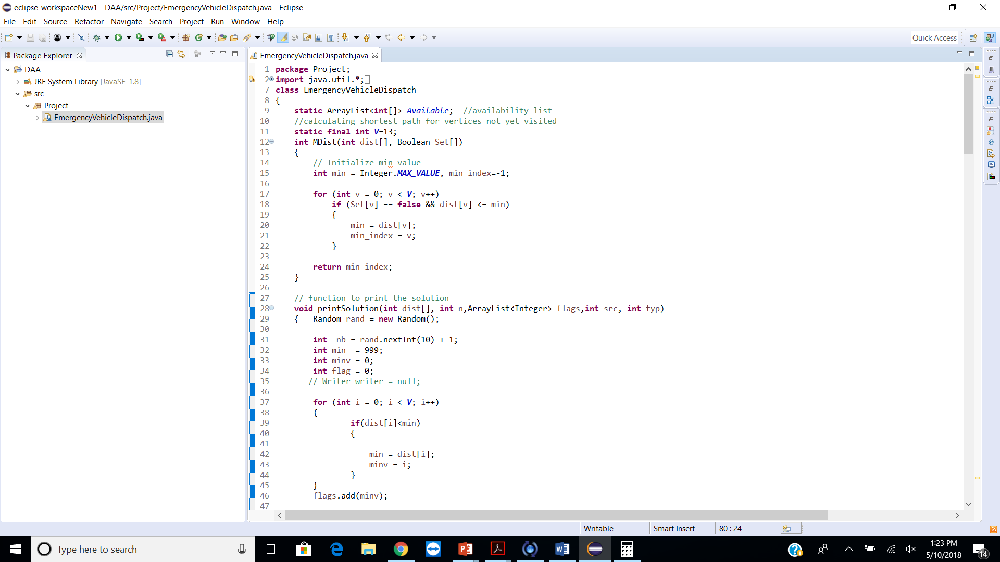 eclipse-workspaceNew1 - DAA/src/Project/EmergencyVehicleDispatch.java - Eclipse
File Edit Source Refactor Navigate Search Project Run Window Help
Quick Access
Package Explorer
DAA
JRE System Library [JavaSE-1.8]
src
Project
EmergencyVehicleDispatch.java
EmergencyVehicleDispatch.java
1 package Project;
2 import java.util.*;
7 class EmergencyVehicleDispatch
8 {
9     static ArrayList<int[]> Available;  //availability list
10     //calculating shortest path for vertices not yet visited
11     static final int V=13;
12     int MDist(int dist[], Boolean Set[])
13     {
14         // Initialize min value
15         int min = Integer.MAX_VALUE, min_index=-1;
16
17         for (int v = 0; v < V; v++)
18             if (Set[v] == false && dist[v] <= min)
19             {
20                 min = dist[v];
21                 min_index = v;
22             }
23
24         return min_index;
25     }
26
27     // function to print the solution
28     void printSolution(int dist[], int n,ArrayList<Integer> flags,int src, int typ)
29     {   Random rand = new Random();
30
31         int  nb = rand.nextInt(10) + 1;
32         int min  = 999;
33         int minv = 0;
34         int flag = 0;
35        // Writer writer = null;
36
37         for (int i = 0; i < V; i++)
38         {
39                 if(dist[i]<min)
40                 {
41
42                     min = dist[i];
43                     minv = i;
44                 }
45         }
46         flags.add(minv);
47
Writable Smart Insert 80 : 24
Type here to search
1:23 PM
5/10/2018
14